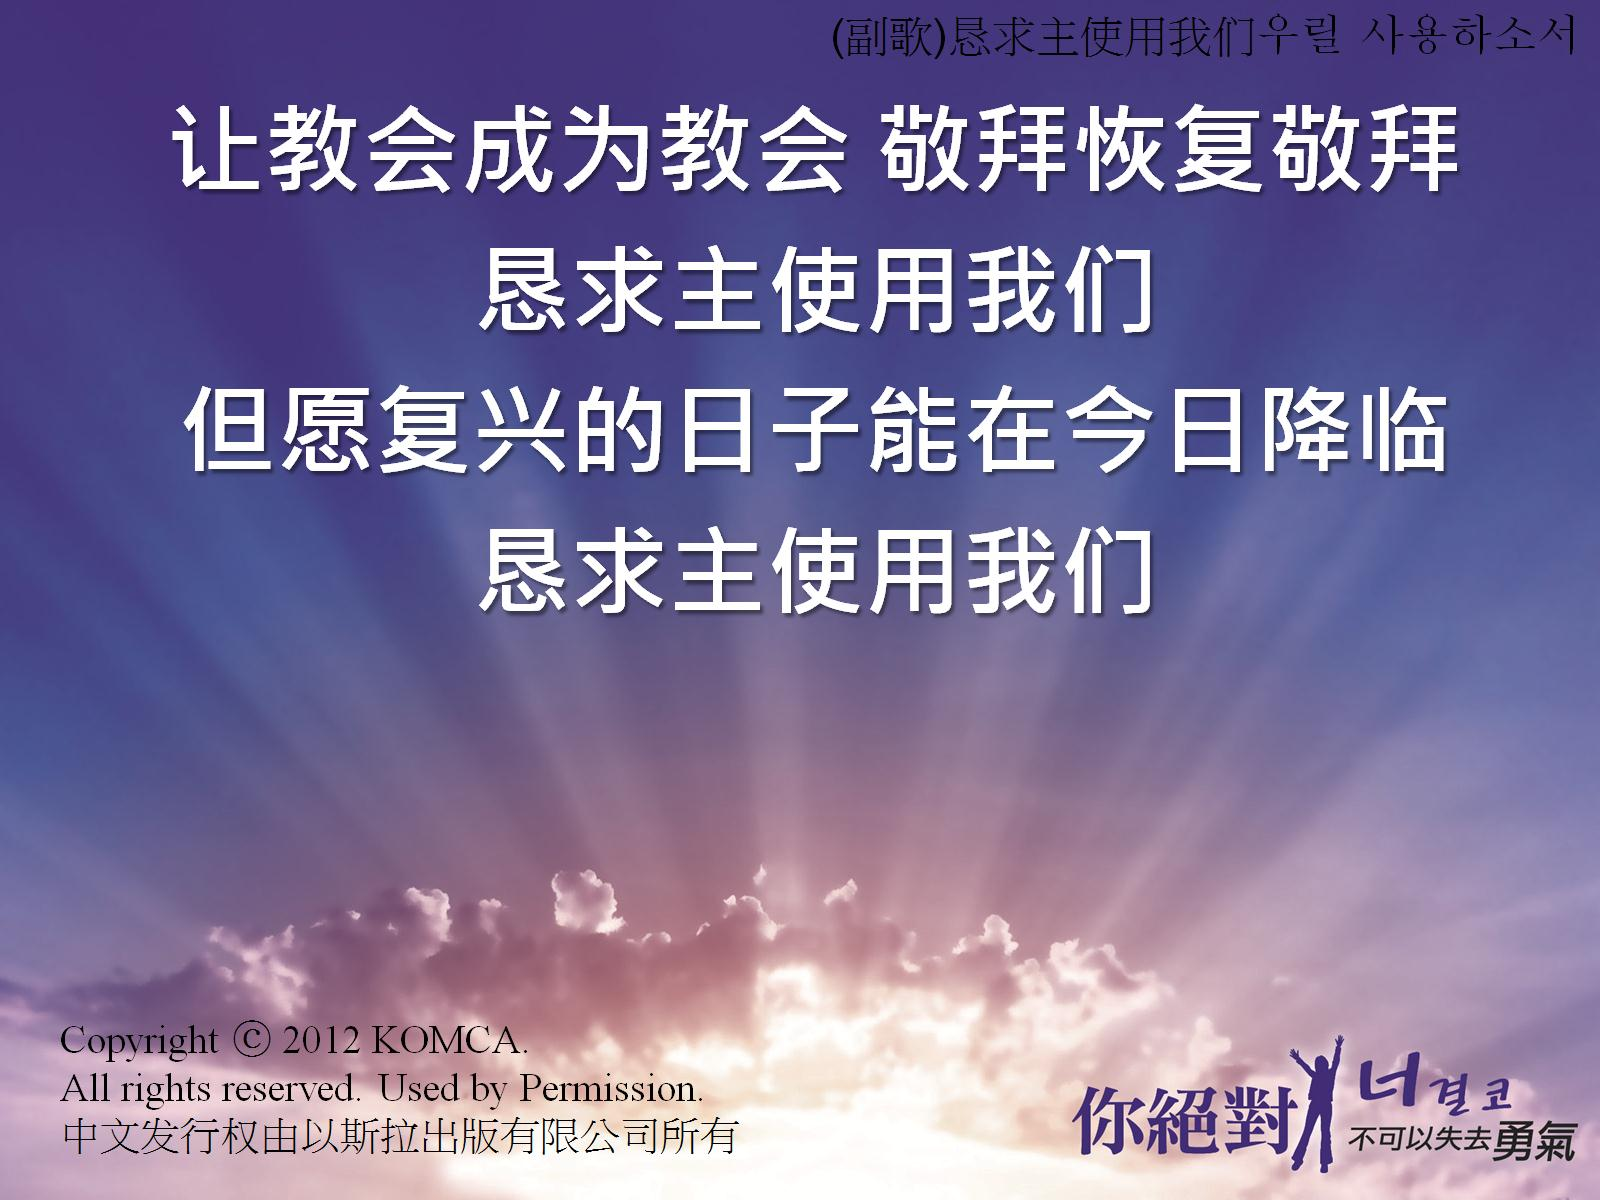 (副歌)恳求主使用我们우릴 사용하소서
让教会成为教会 敬拜恢复敬拜
恳求主使用我们
但愿复兴的日子能在今日降临
恳求主使用我们
Copyright ⓒ 2012 KOMCA.
All rights reserved. Used by Permission.
中文发行权由以斯拉出版有限公司所有
你絕對 너 결코
不可以失去勇氣